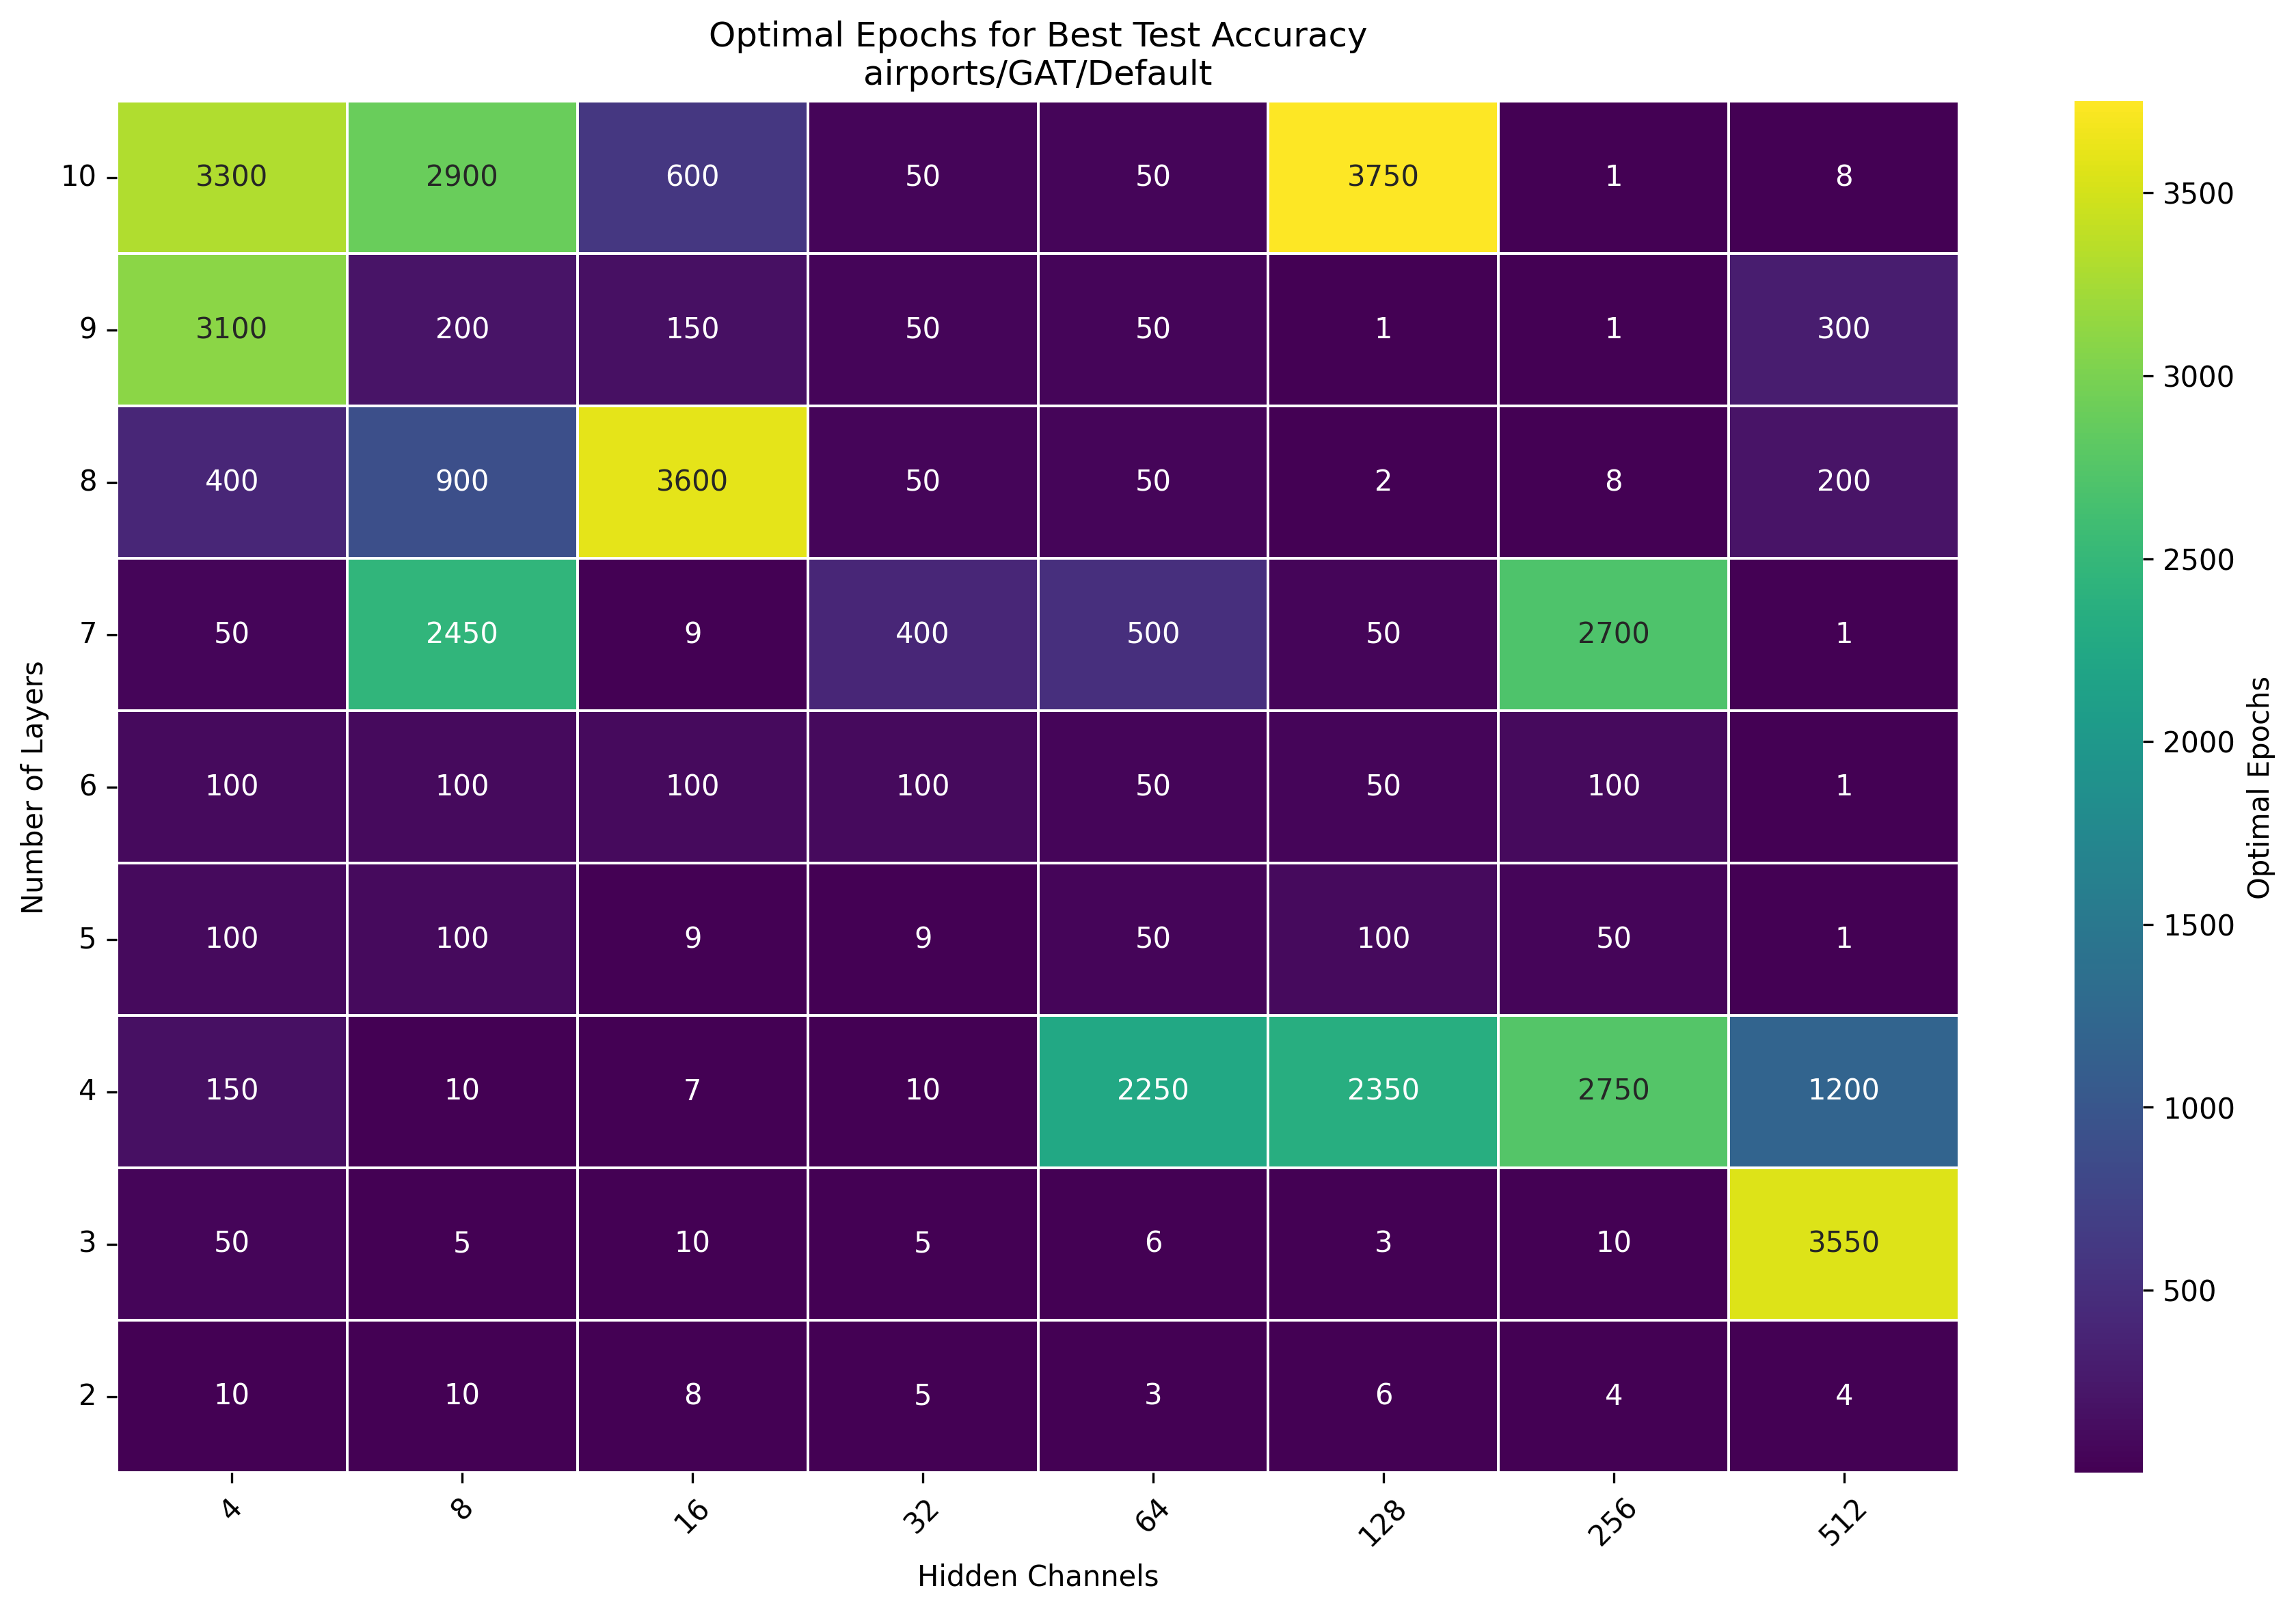 Optimal Epochs for Best Test Accuracy
airports/GAT/Default
Number of Layers
10 3300 2900 600 50 50 3750 1 8
9 3100 200 150 50 50 1 1 300
8 400 900 3600 50 50 2 8 200
7 50 2450 9 400 500 50 2700 1
6 100 100 100 100 50 50 100 1
5 100 100 9 9 50 100 50 1
4 150 10 7 10 2250 2350 2750 1200
3 50 5 10 5 6 3 10 3550
2 10 10 8 5 3 6 4 4
4 8 16 32 64 128 256 512
Hidden Channels
3500
3000
2500
2000
1500
1000
500
Optimal Epochs